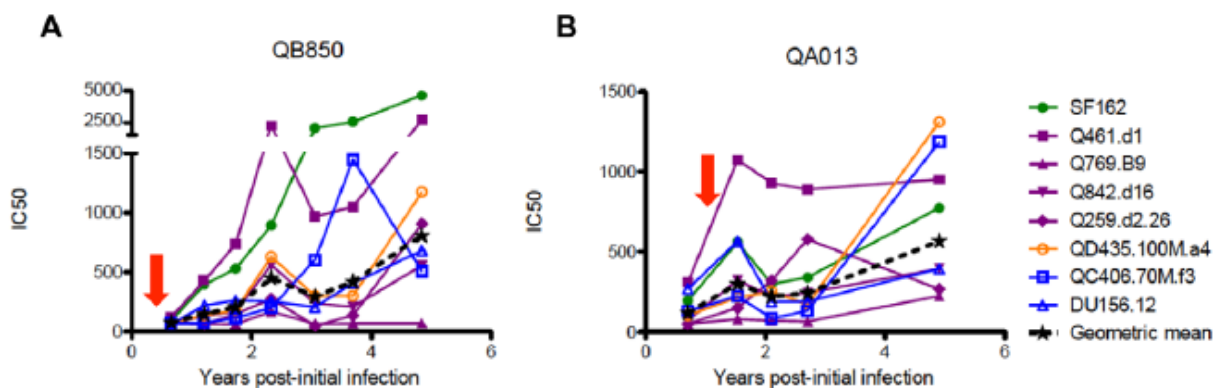 A
QB850
5000
2500
1500
1000
500
0
IC50
0 2 4 6
Years post-initial infection
B
QA013
1500
1000
500
0
IC50
0 2 4 6
Years post-initial infection
SF162
Q461.d1
Q769.B9
Q842.d16
Q259.d2.26
QD435.100M.a4
QC406.70M.f3
DU156.12
Geometric mean